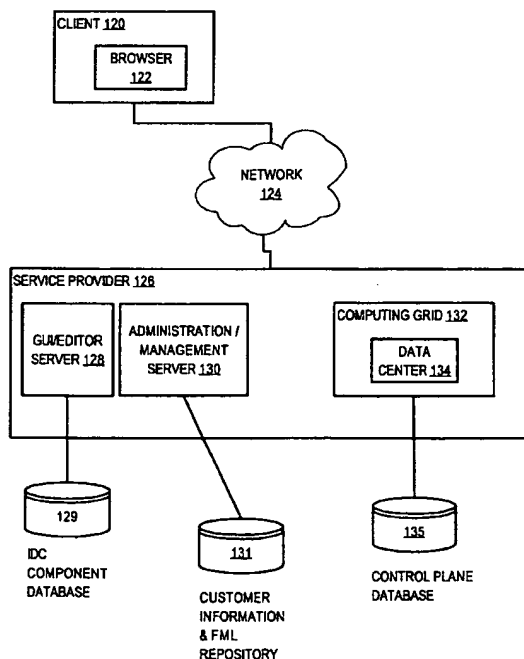 CLIENT 120
BROWSER
122
NETWORK
124
SERVICE PROVIDER 126
GUI/EDITOR
SERVER 128
ADMINISTRATION /
MANAGEMENT
SERVER 130
COMPUTING GRID 132
DATA
CENTER 134
129
IDC
COMPONENT
DATABASE
131
CUSTOMER
INFORMATION
& FML
REPOSITORY
135
CONTROL PLANE
DATABASE